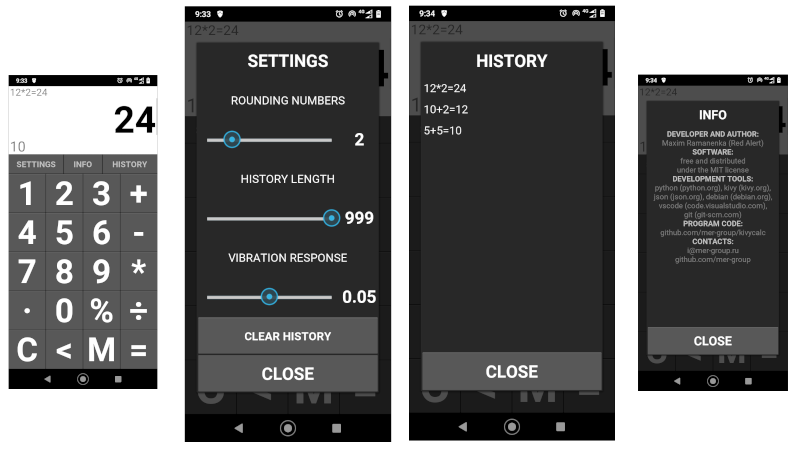 9:33
12*2=24
24
10
SETTINGS INFO HISTORY
1 2 3 +
4 5 6 -
7 8 9 *
. 0 % ÷
C < M =
9:33 4G
12*2=24
SETTINGS
ROUNDING NUMBERS
2
HISTORY LENGTH
999
VIBRATION RESPONSE
0.05
CLEAR HISTORY
CLOSE
9:34 4G
12*2=24
HISTORY
12*2=24
10+2=12
5+5=10
CLOSE
9:34
12*2=24
INFO
DEVELOPER AND AUTHOR:
Maxim Ramanenka (Red Alert)
SOFTWARE:
free and distributed
under the MIT license
DEVELOPMENT TOOLS:
python (python.org), kivy (kivy.org),
json (json.org), debian (debian.org),
vscode (code.visualstudio.com),
git (git-scm.com)
PROGRAM CODE:
github.com/mer-group/kivycalc
CONTACTS:
i@mer-group.ru
github.com/mer-group
CLOSE